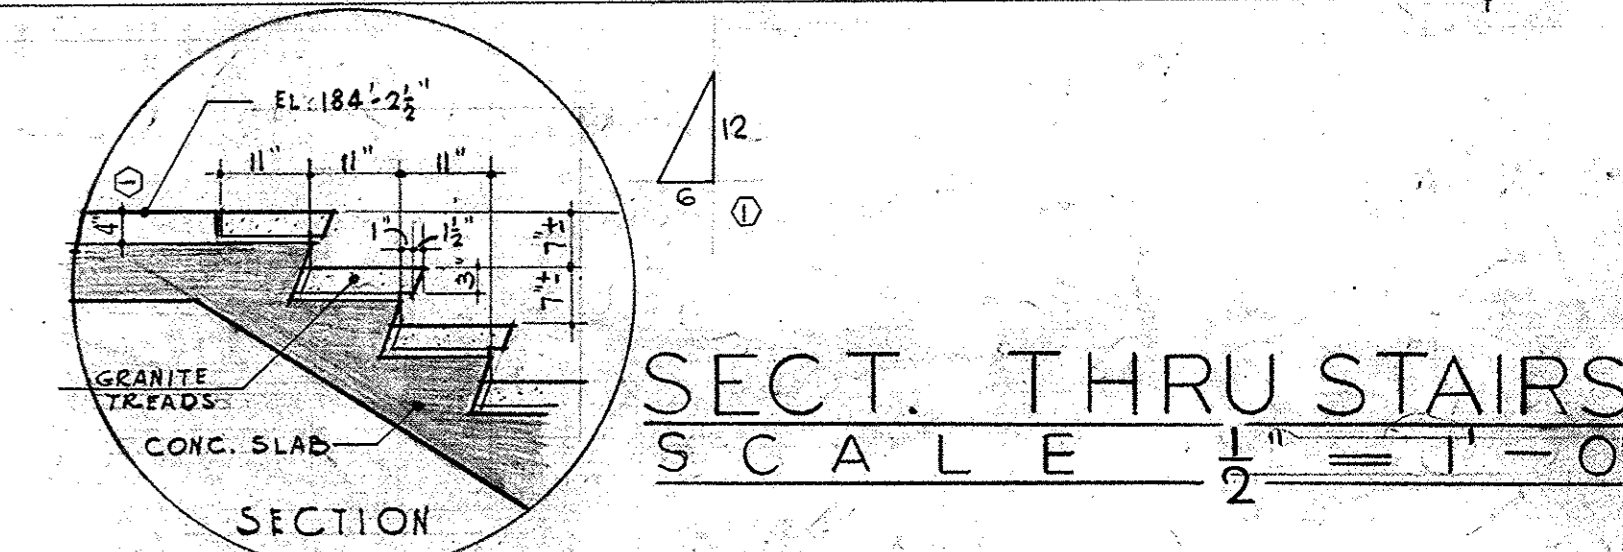 EL. 184'-2½"
11" 11" 11"
12
6
1
1
4"
1" 1½"
3"
7"±
7"±
GRANITE
TREADS
CONC. SLAB
SECTION
SECT. THRU STAIRS
SCALE ½" = 1'-0